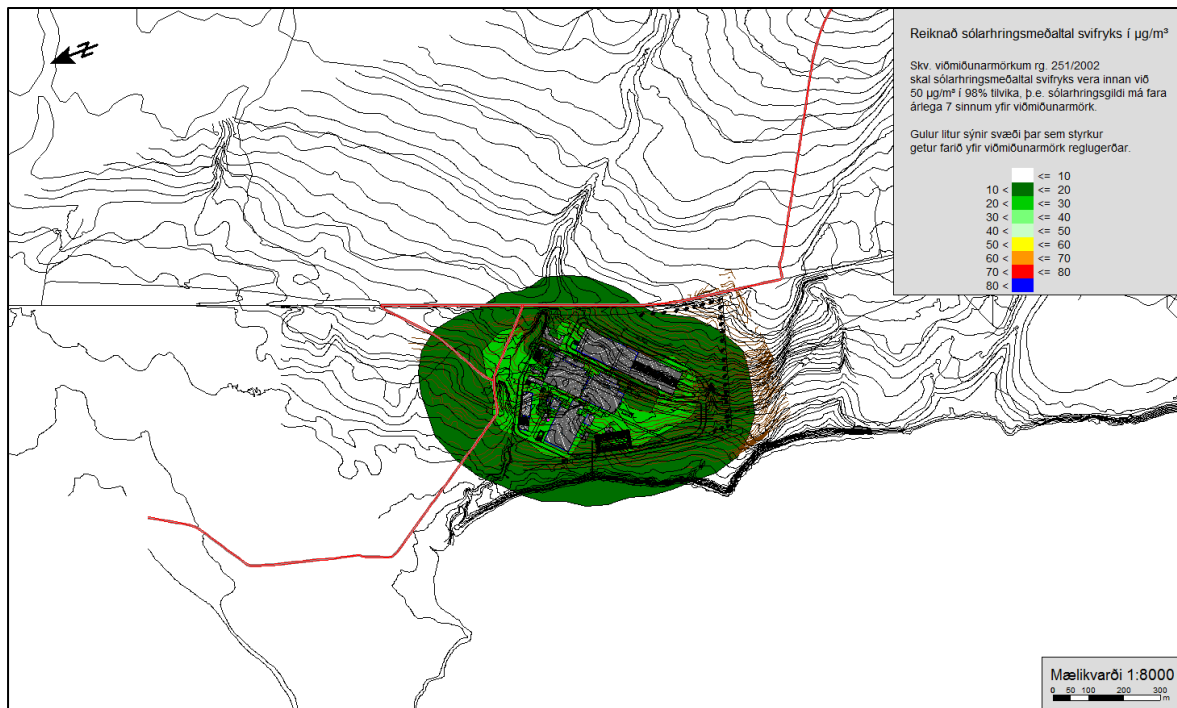 N
Reiknað sólarhringsmeðaltal svifryks í µg/m³
Skv. viðmiðunarmörkum rg. 251/2002
skal sólarhringsmeðaltal svifryks vera innan við
50 µg/m³ í 98% tilvika, þ.e. sólarhringsgildi má fara
árlega 7 sinnum yfir viðmiðunarmörk.
Gulur litur sýnir svæði þar sem styrkur
getur farið yfir viðmiðunarmörk reglugerðar.
<= 10
10 < <= 20
20 < <= 30
30 < <= 40
40 < <= 50
50 < <= 60
60 < <= 70
70 < <= 80
80 <
Mælikvarði 1:8000
0 50 100 200 300
m